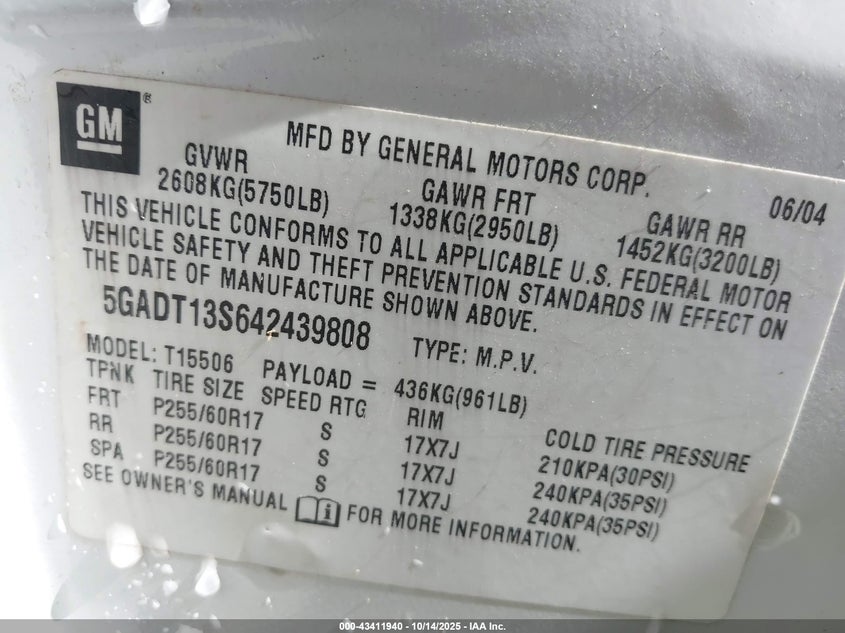 GM®
MFD BY GENERAL MOTORS CORP.
06/04
GVWR GAWR FRT GAWR RR
2608KG(5750LB) 1338KG(2950LB) 1452KG(3200LB)
THIS VEHICLE CONFORMS TO ALL APPLICABLE U.S. FEDERAL MOTOR
VEHICLE SAFETY AND THEFT PREVENTION STANDARDS IN EFFECT ON
THE DATE OF MANUFACTURE SHOWN ABOVE.
5GADT13S642439808 TYPE: M.P.V.
MODEL: T15506 PAYLOAD = 436KG(961LB)
TPNK TIRE SIZE SPEED RTG RIM COLD TIRE PRESSURE
FRT P255/60R17 S 17X7J 210KPA(30PSI)
RR P255/60R17 S 17X7J 240KPA(35PSI)
SPA P255/60R17 S 17X7J 240KPA(35PSI)
SEE OWNER'S MANUAL FOR MORE INFORMATION.
000-43411940 - 10/14/2025 - IAA Inc.